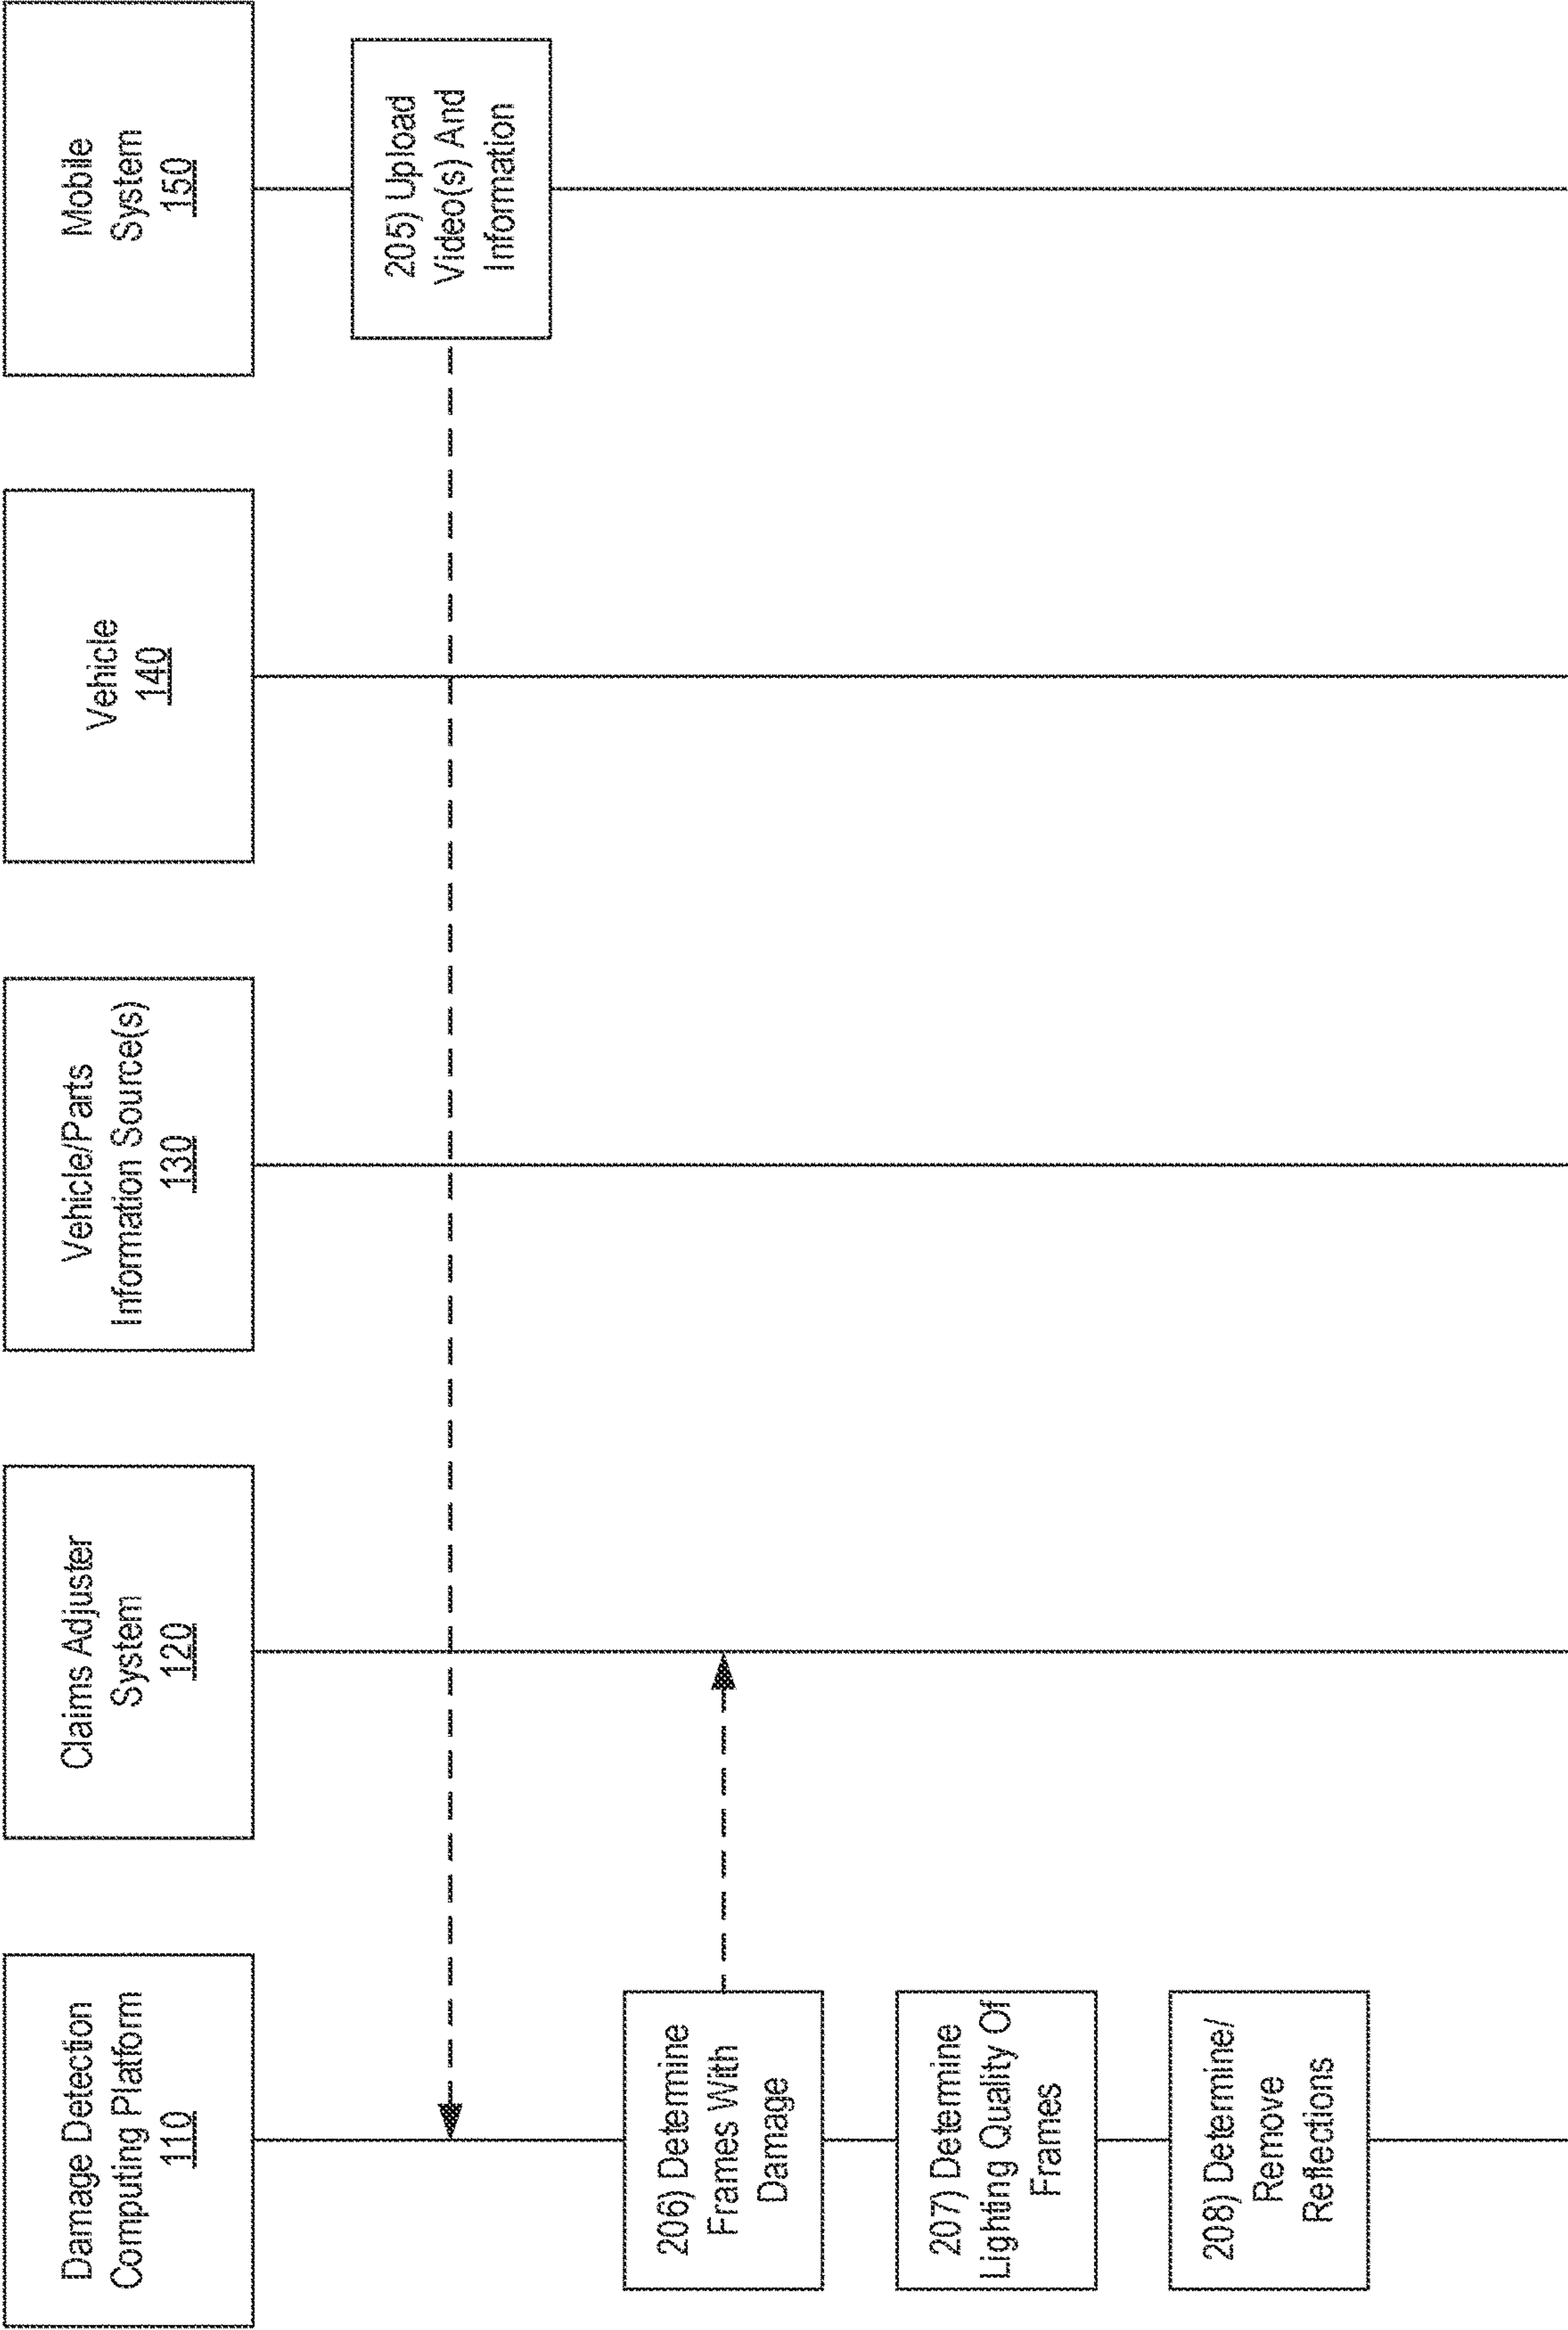 Damage Detection
Computing Platform
110
Claims Adjuster
System
120
Vehicle/Parts
Information Source(s)
130
Vehicle
140
Mobile
System
150
205) Upload
Video(s) And
Information
206) Determine
Frames With
Damage
207) Determine
Lighting Quality Of
Frames
208) Determine/
Remove
Reflections